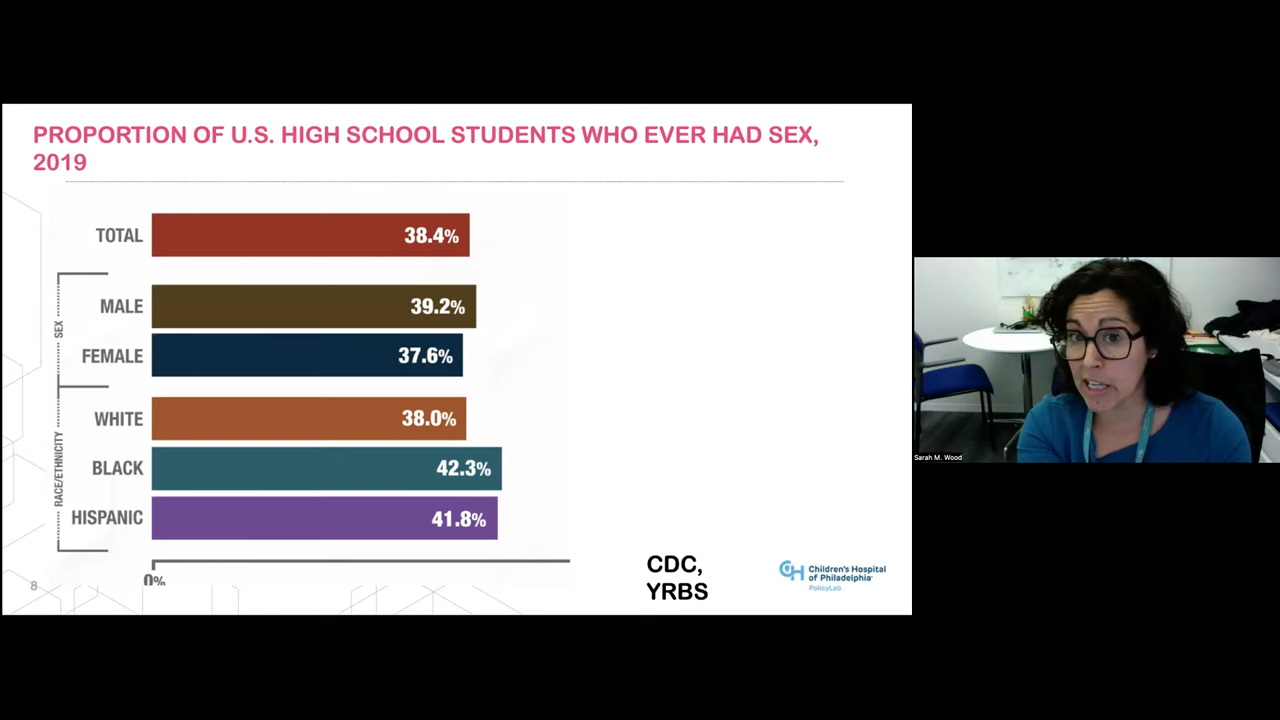 PROPORTION OF U.S. HIGH SCHOOL STUDENTS WHO EVER HAD SEX,
2019
TOTAL
38.4%
SEX
MALE
39.2%
FEMALE
37.6%
RACE/ETHNICITY
WHITE
38.0%
BLACK
42.3%
HISPANIC
41.8%
0%
8
CDC,
YRBS
CH
Children's Hospital
of Philadelphia
PolicyLab
Sarah M. Wood